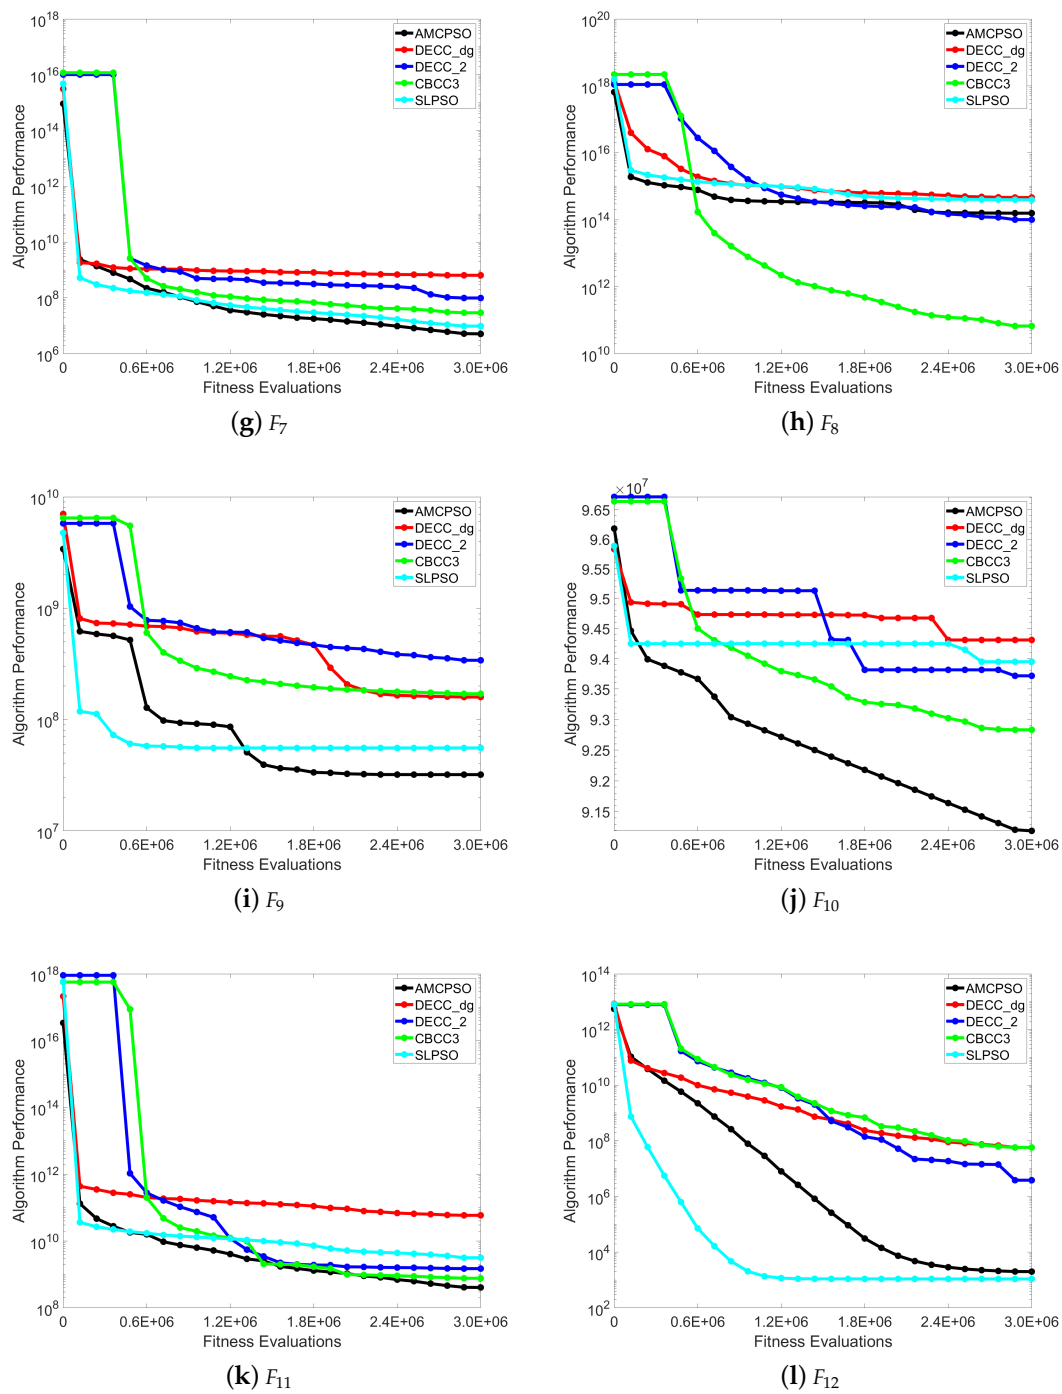 10^18
10^16
10^14
10^12
10^10
10^8
10^6
Algorithm Performance
AMCPSO
DECC_dg
DECC_2
CBCC3
SLPSO
0 0.6E+06 1.2E+06 1.8E+06 2.4E+06 3.0E+06
Fitness Evaluations
(g) F_7
10^20
10^18
10^16
10^14
10^12
10^10
Algorithm Performance
AMCPSO
DECC_dg
DECC_2
CBCC3
SLPSO
0 0.6E+06 1.2E+06 1.8E+06 2.4E+06 3.0E+06
Fitness Evaluations
(h) F_8
10^10
10^9
10^8
10^7
Algorithm Performance
AMCPSO
DECC_dg
DECC_2
CBCC3
SLPSO
0 0.6E+06 1.2E+06 1.8E+06 2.4E+06 3.0E+06
Fitness Evaluations
(i) F_9
×10^7
9.65
9.6
9.55
9.5
9.45
9.4
9.35
9.3
9.25
9.2
9.15
Algorithm Performance
AMCPSO
DECC_dg
DECC_2
CBCC3
SLPSO
0 0.6E+06 1.2E+06 1.8E+06 2.4E+06 3.0E+06
Fitness Evaluations
(j) F_10
10^18
10^16
10^14
10^12
10^10
10^8
Algorithm Performance
AMCPSO
DECC_dg
DECC_2
CBCC3
SLPSO
0 0.6E+06 1.2E+06 1.8E+06 2.4E+06 3.0E+06
Fitness Evaluations
(k) F_11
10^14
10^12
10^10
10^8
10^6
10^4
10^2
Algorithm Performance
AMCPSO
DECC_dg
DECC_2
CBCC3
SLPSO
0 0.6E+06 1.2E+06 1.8E+06 2.4E+06 3.0E+06
Fitness Evaluations
(l) F_12